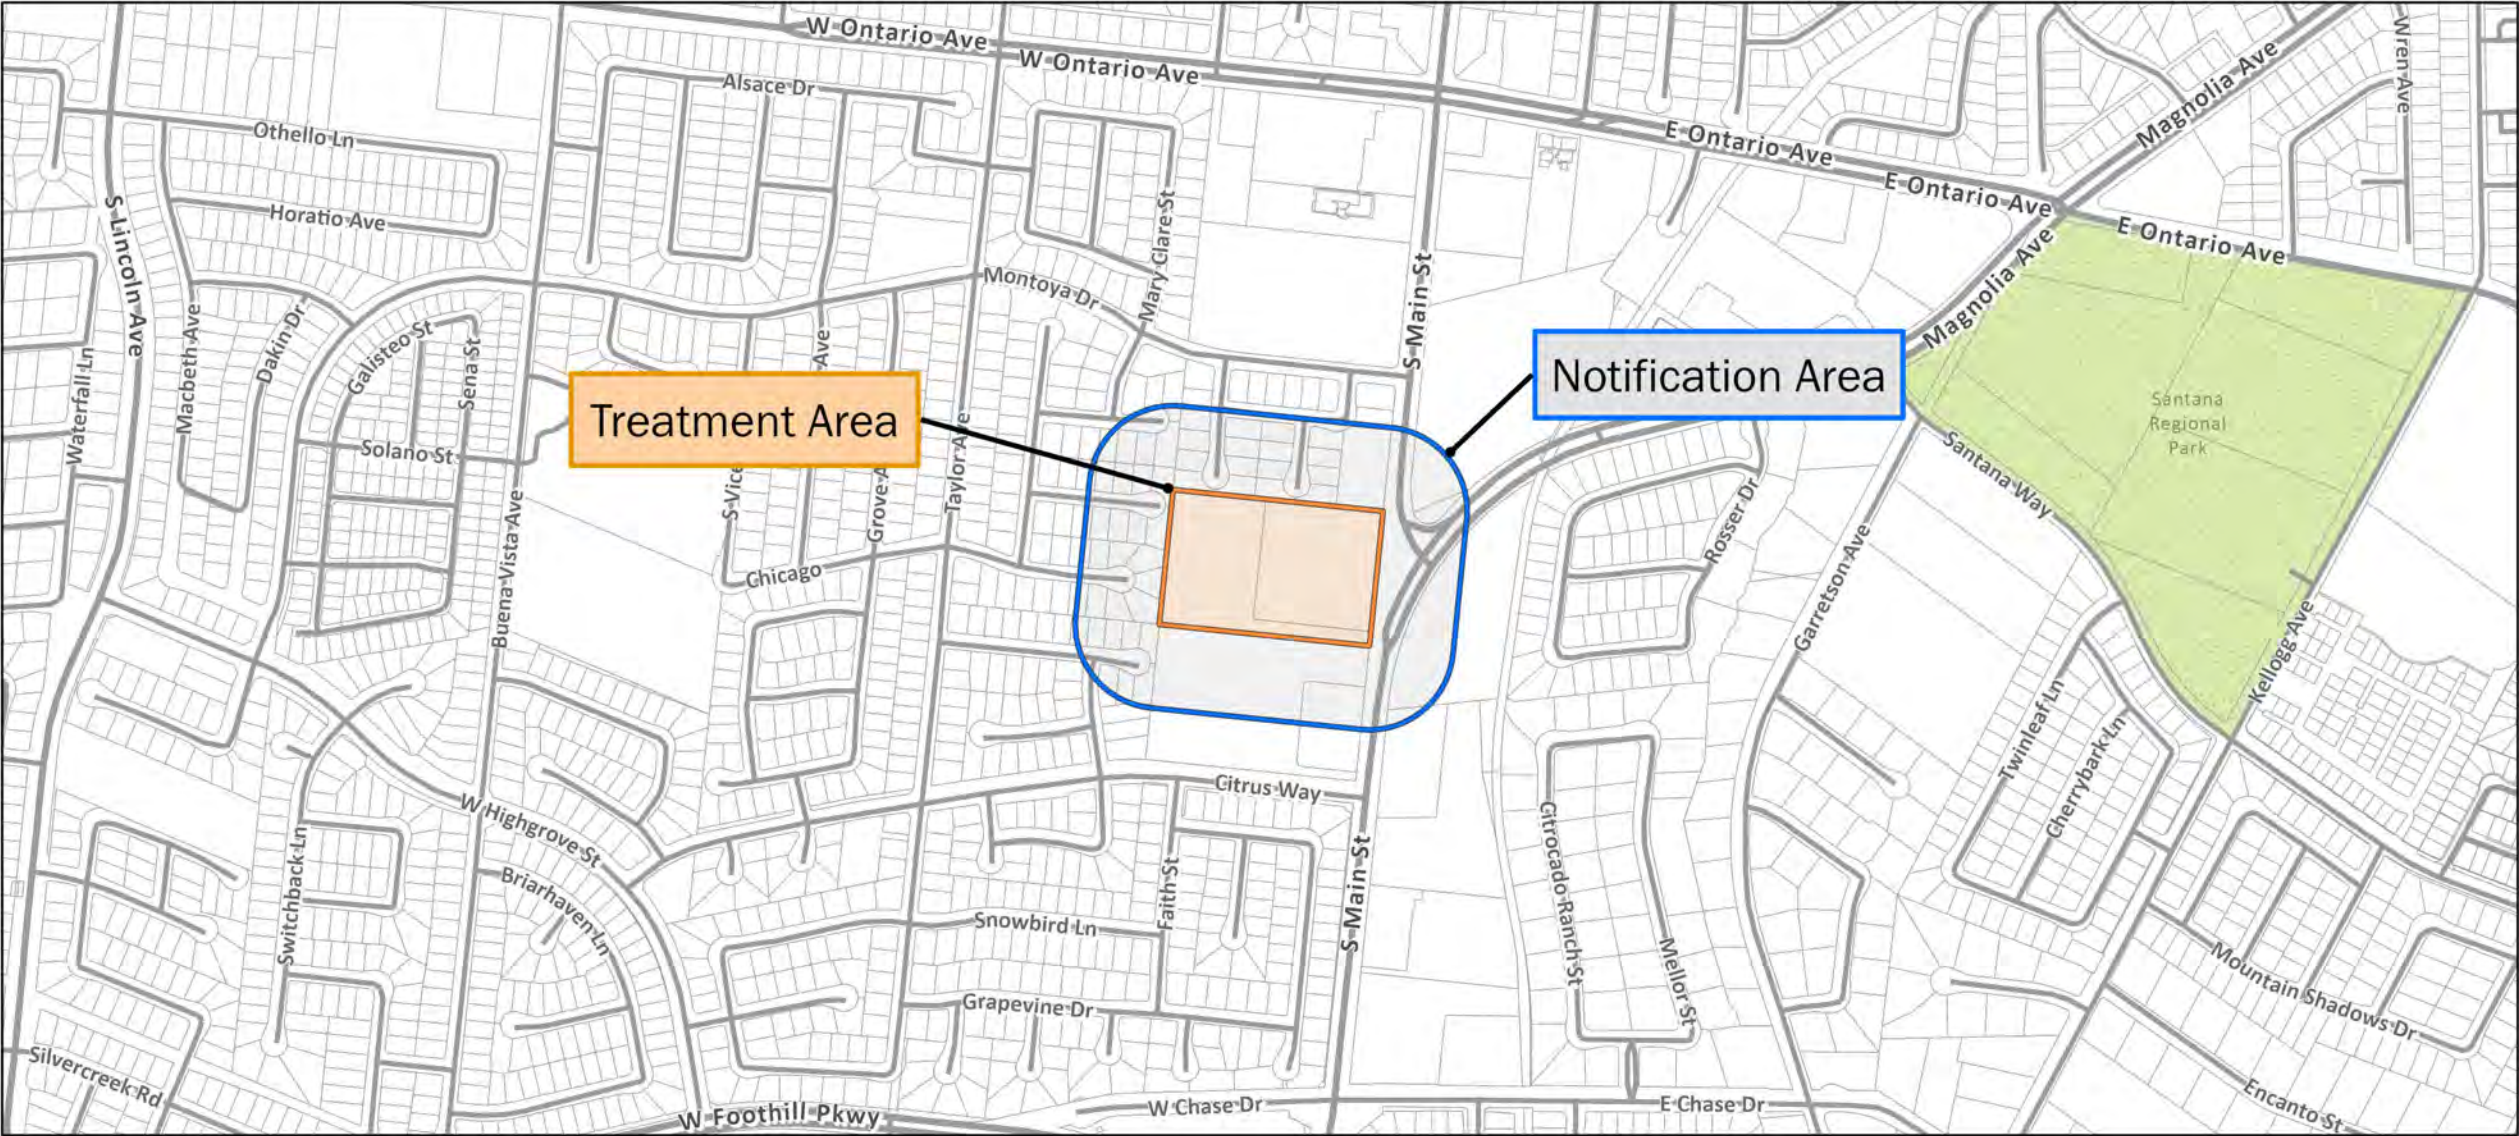 W Ontario Ave
W Ontario Ave
Wren Ave
Magnolia Ave
Alsace Dr
Othello Ln
E Ontario Ave
E Ontario Ave
E Ontario Ave
Horatio Ave
S Lincoln Ave
Mary Clare St
Montoya Dr
S Main St
Magnolia Ave
Macbeth Ave
Dakin Dr
Galisteo St
Sena St
Ave
Waterfall Ln
Notification Area
Treatment Area
Santana
Regional
Park
Solano St
Santana Way
Taylor Ave
S Vice
Grove A
Rosser Dr
Buena Vista Ave
Chicago
Garretson Ave
Kellogg Ave
Twinleaf Ln
Cherrybark Ln
Citrus Way
W Highgrove St
Switchback Ln
Briarhaven Ln
Faith St
S Main St
Citrocado Ranch St
Snowbird Ln
Mellor St
Mountain Shadows Dr
Grapevine Dr
Silvercreek Rd
W Foothill Pkwy
W Chase Dr
E Chase Dr
Encanto St